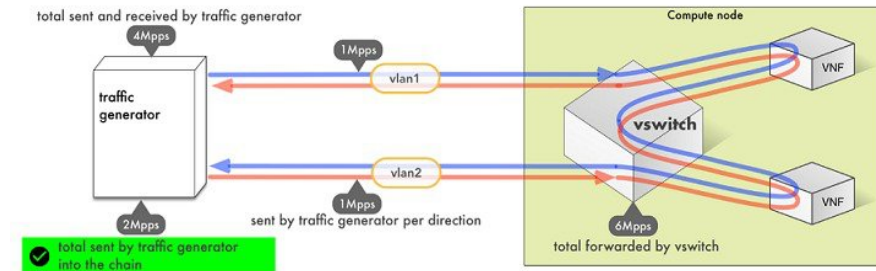 total sent and received by traffic generator
4Mpps
Compute node
1Mpps
vlan1
VNF
traffic
generator
vswitch
vlan2
VNF
2Mpps
1Mpps
sent by traffic generator per direction
6Mpps
total sent by traffic generator
into the chain
total forwarded by vswitch